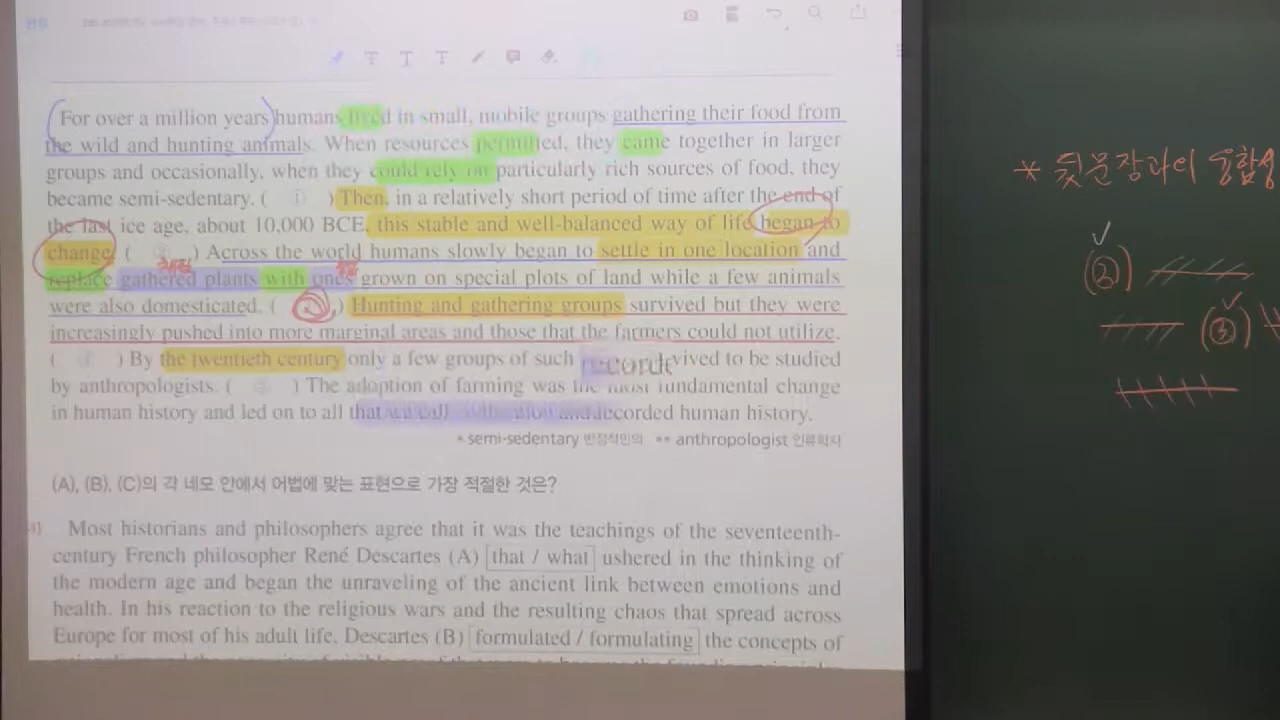 For over a million years humans lived in small, mobile groups gathering their food from
the wild and hunting animals. When resources permitted, they came together in larger
groups and occasionally, when they could rely on particularly rich sources of food, they
became semi-sedentary. ( ① ) Then, in a relatively short period of time after the end of
the last ice age, about 10,000 BCE, this stable and well-balanced way of life began to
change. ( ) Across the world humans slowly began to settle in one location and
replace gathered plants with ones grown on special plots of land while a few animals
were also domesticated. ( ) Hunting and gathering groups survived but they were
increasingly pushed into more marginal areas and those that the farmers could not utilize.
( ) By the twentieth century only a few groups of such vived to be studied
by anthropologists. ( ) The adoption of farming was the most fundamental change
in human history and led on to all that we call and recorded human history.
* semi-sedentary 반정착민의 ** anthropologist 인류학자
(A), (B), (C)의 각 네모 안에서 어법에 맞는 표현으로 가장 적절한 것은?
Most historians and philosophers agree that it was the teachings of the seventeenth-
century French philosopher René Descartes (A) that / what ushered in the thinking of
the modern age and began the unraveling of the ancient link between emotions and
health. In his reaction to the religious wars and the resulting chaos that spread across
Europe for most of his adult life, Descartes (B) formulated / formulating the concepts of
* 뒷문장과의 융합성
②
③